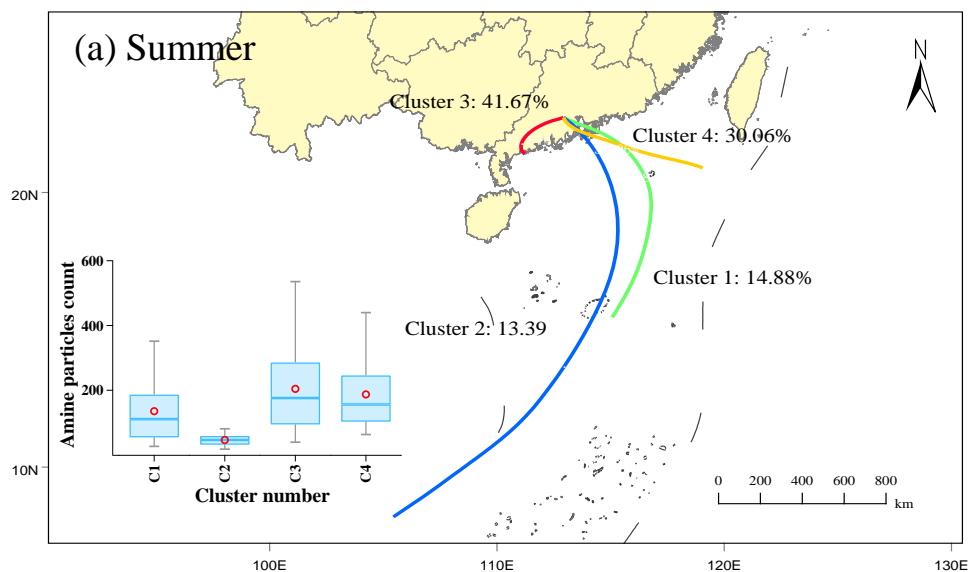 (a) Summer
N
Cluster 3: 41.67%
Cluster 4: 30.06%
20N
Cluster 1: 14.88%
Cluster 2: 13.39
600
400
200
Amine particles count
C1
C2
C3
C4
Cluster number
10N
0 200 400 600 800
km
100E
110E
120E
130E